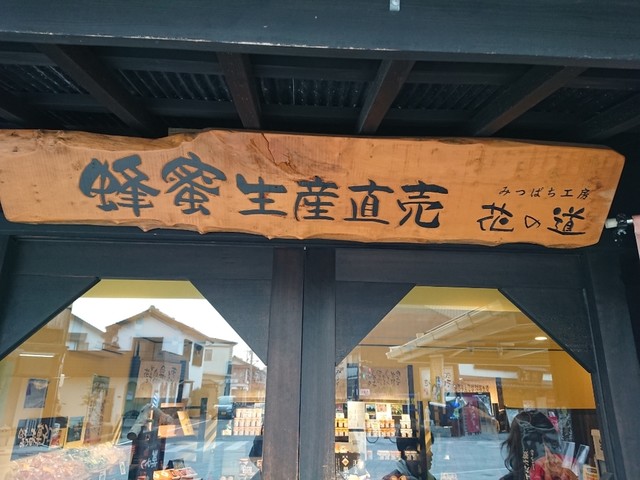 蜂蜜生産直売
みつばち工房
花の道